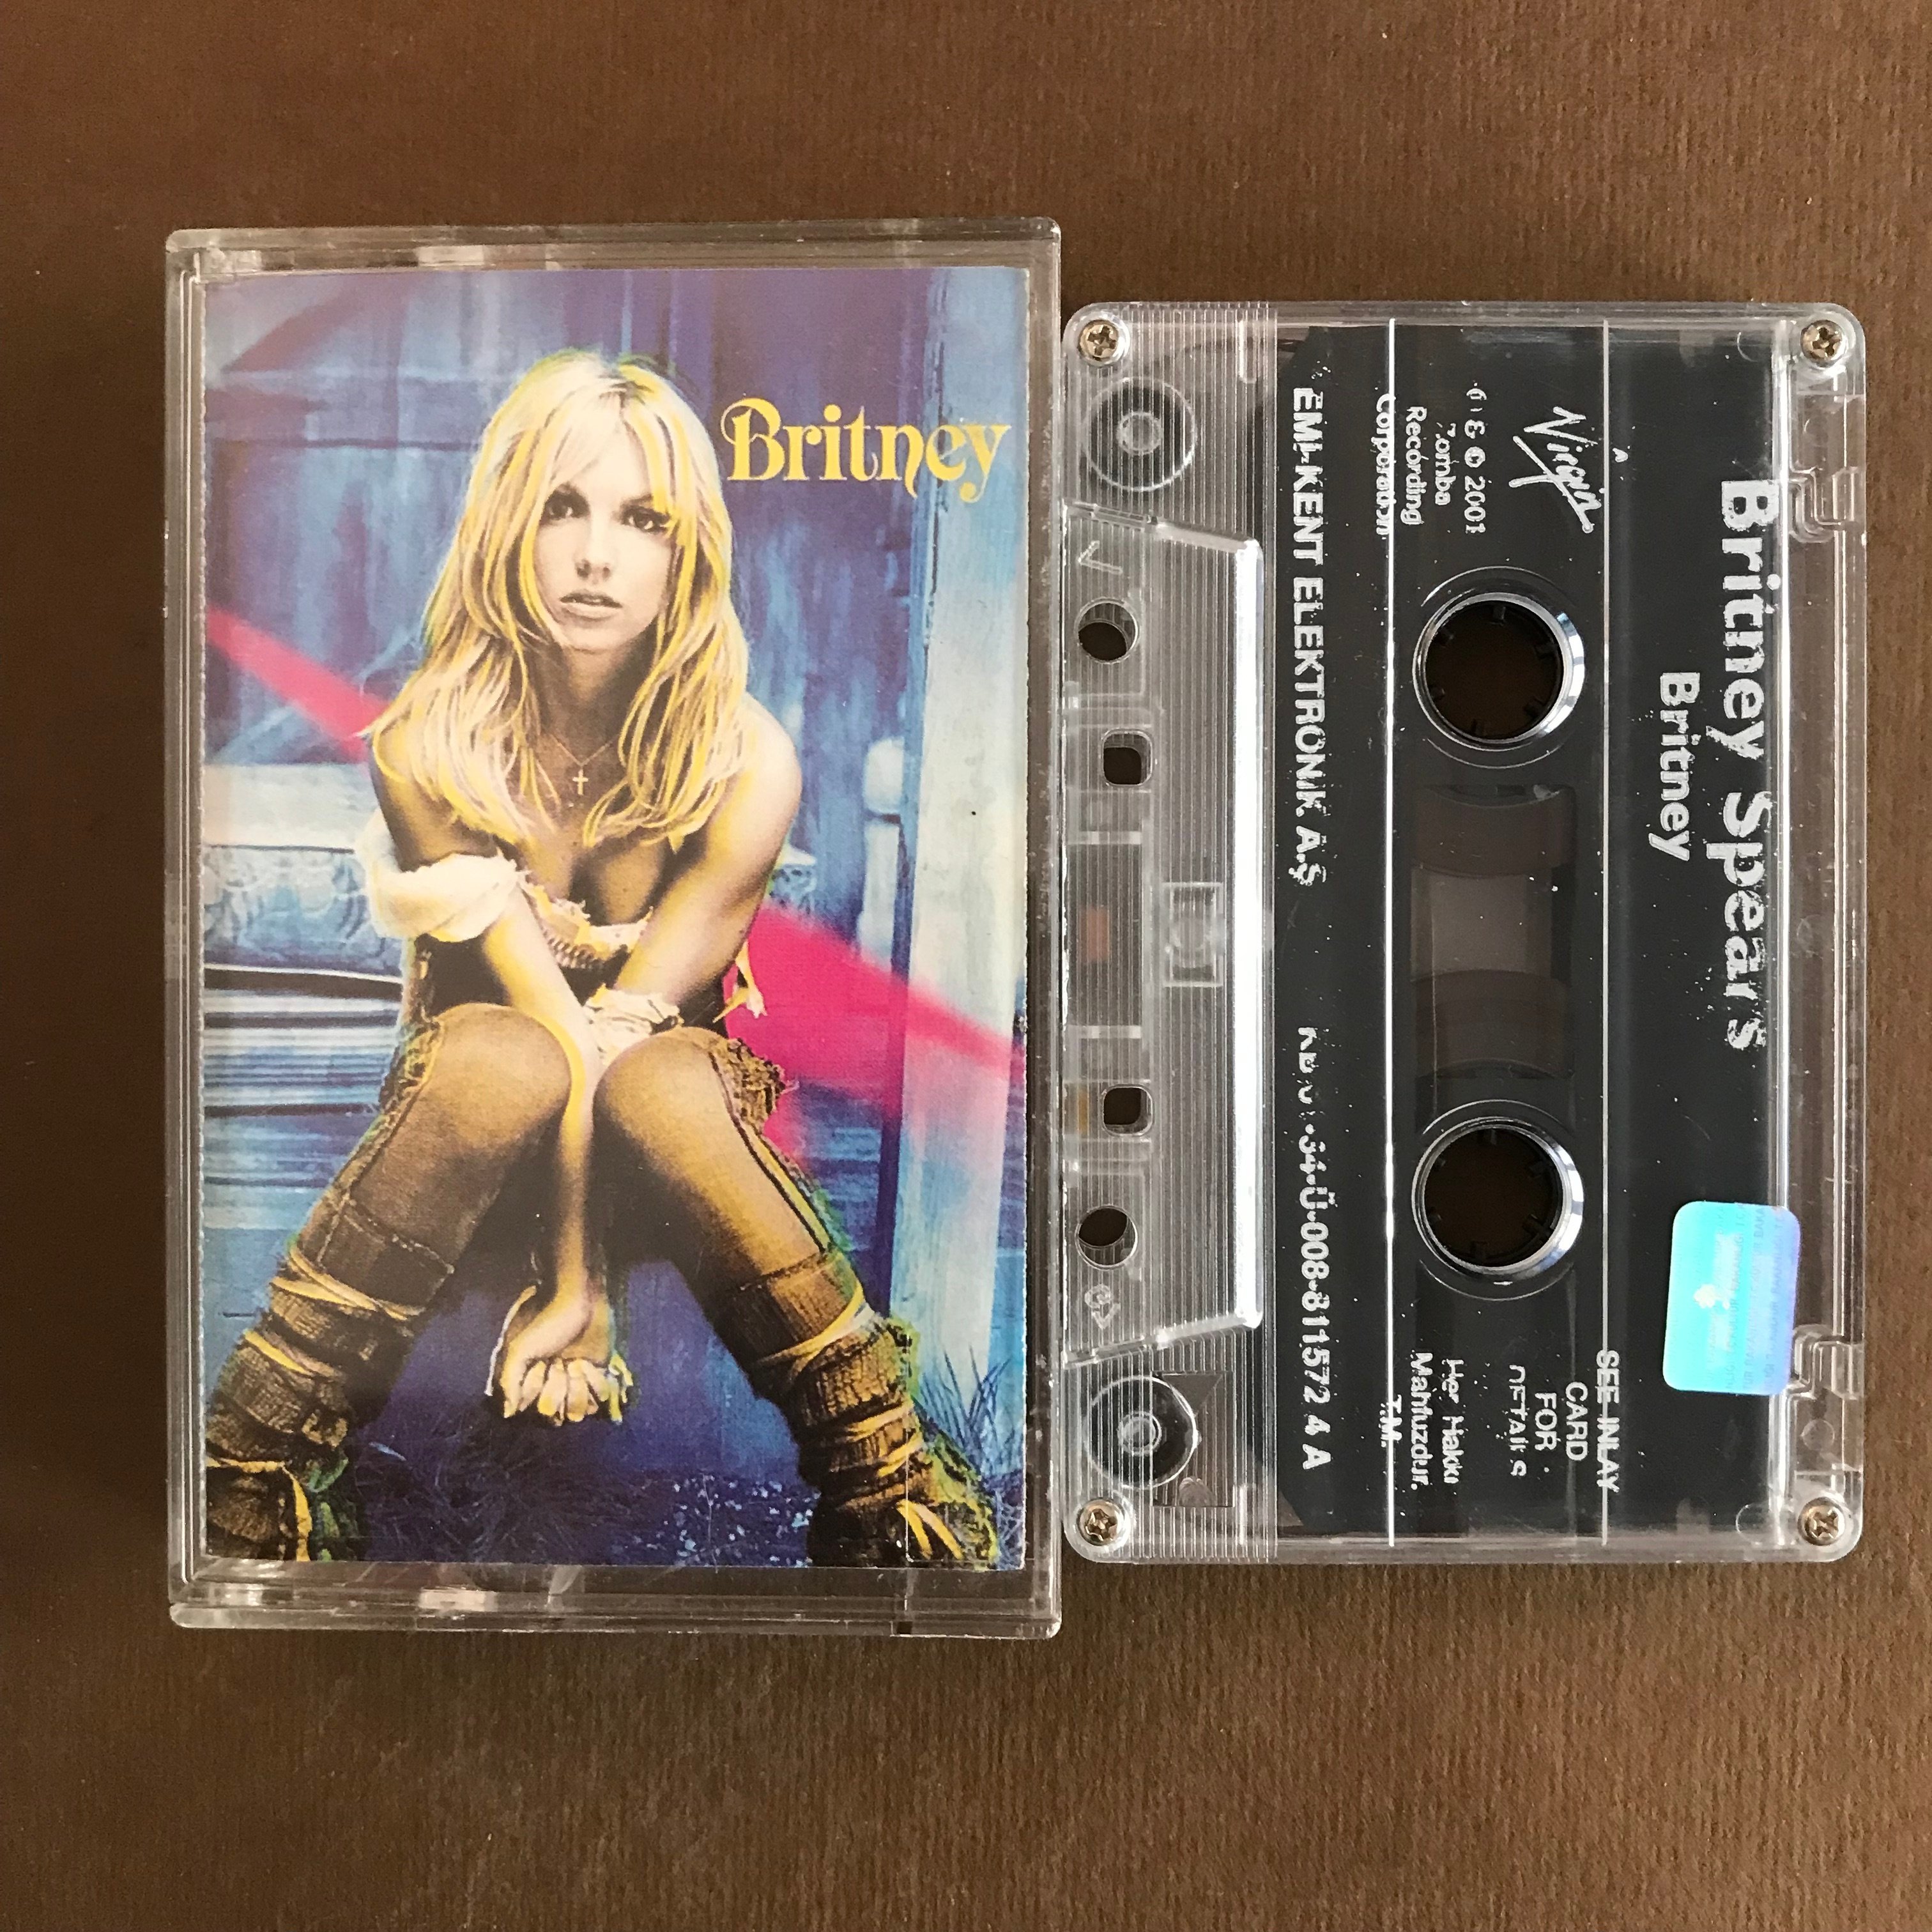 Britney
Britney Spears
Britney
Virgin
℗ & © 2001
Zomba
Recording
Corporation
SEE INLAY
CARD
FOR
DETAILS
Her Hakkı
Mahfuzdur.
T.M.
EMI-KENT ELEKTRONİK A.Ş
34-Ü-008-811572 4 A